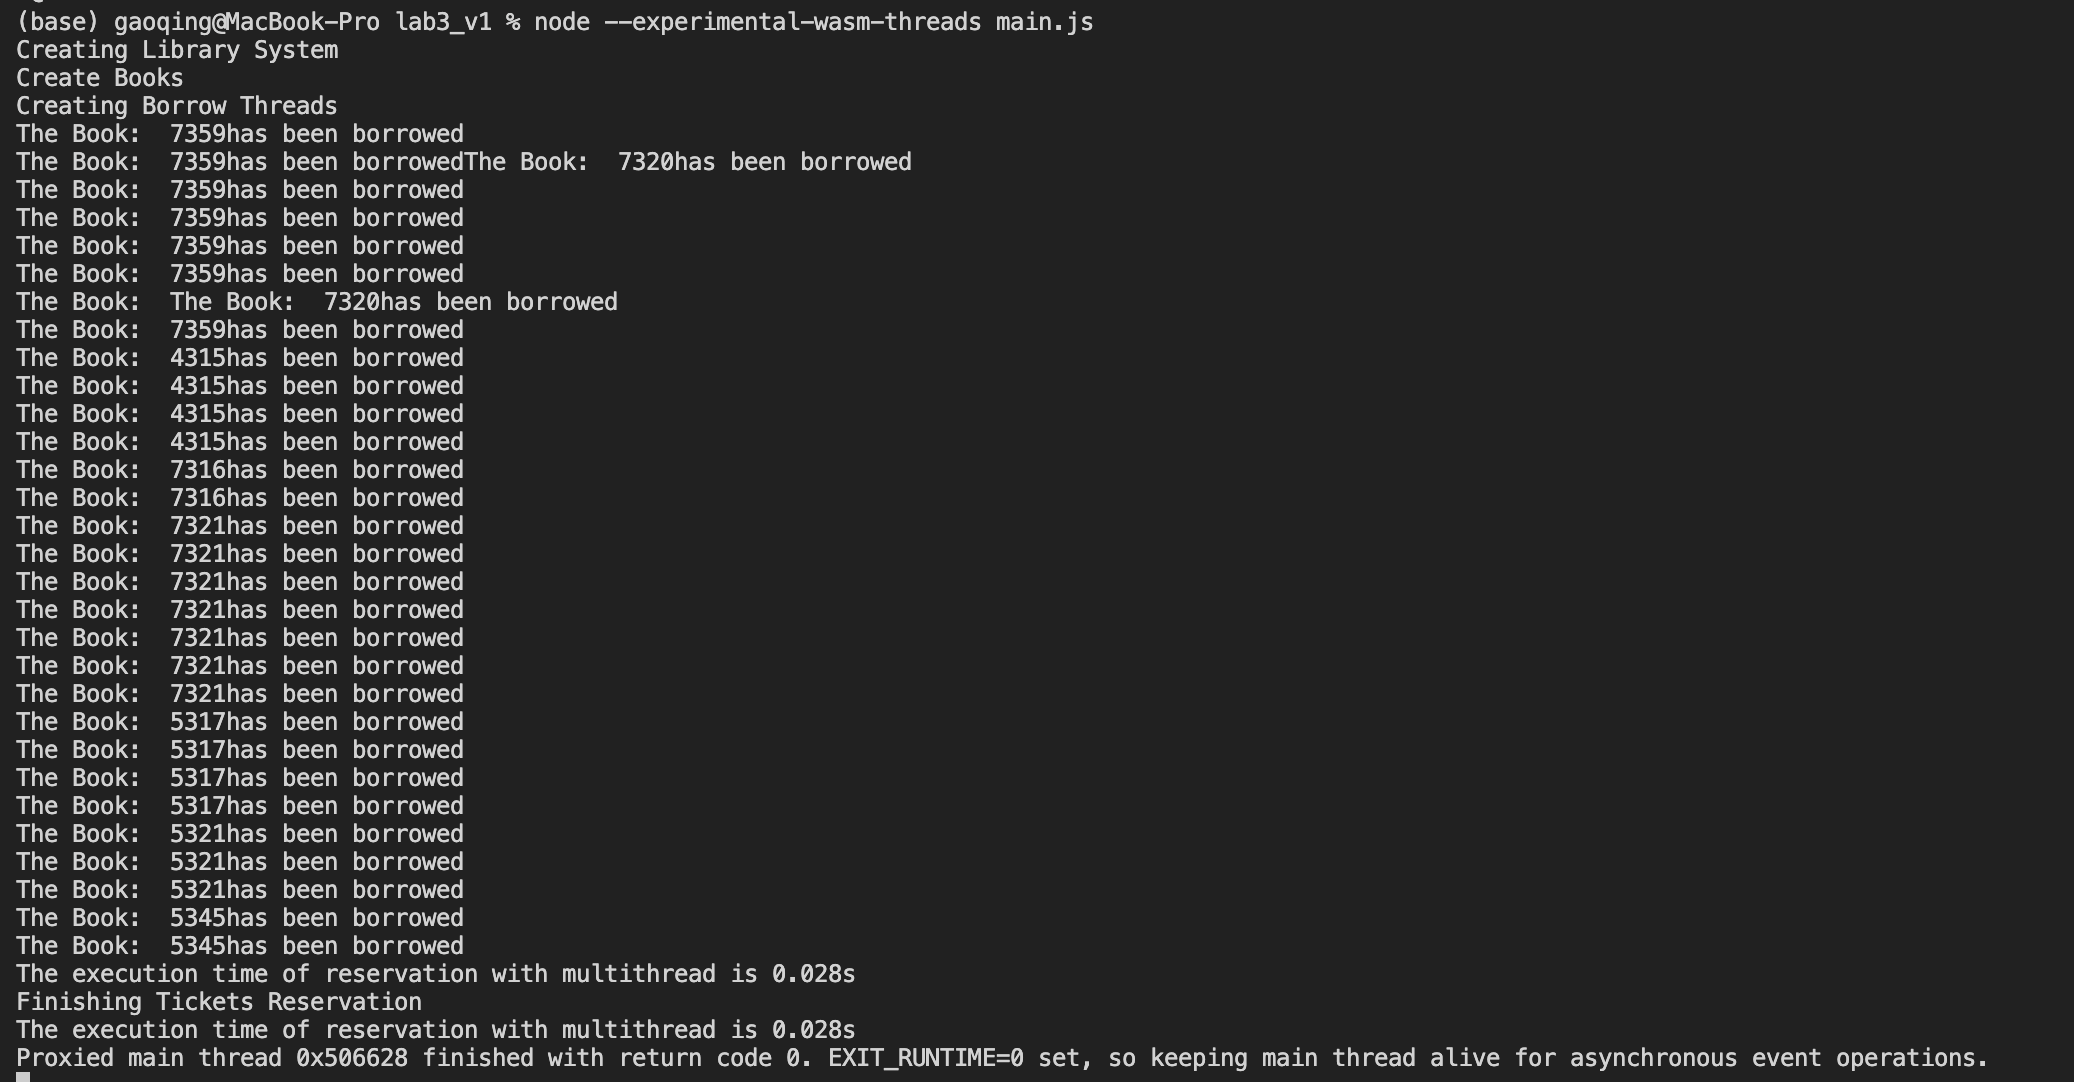 (base) gaoqing@MacBook-Pro lab3_v1 % node --experimental-wasm-threads main.js
Creating Library System
Create Books
Creating Borrow Threads
The Book:  7359has been borrowed
The Book:  7359has been borrowedThe Book:  7320has been borrowed
The Book:  7359has been borrowed
The Book:  7359has been borrowed
The Book:  7359has been borrowed
The Book:  7359has been borrowed
The Book:  The Book:  7320has been borrowed
The Book:  7359has been borrowed
The Book:  4315has been borrowed
The Book:  4315has been borrowed
The Book:  4315has been borrowed
The Book:  4315has been borrowed
The Book:  7316has been borrowed
The Book:  7316has been borrowed
The Book:  7321has been borrowed
The Book:  7321has been borrowed
The Book:  7321has been borrowed
The Book:  7321has been borrowed
The Book:  7321has been borrowed
The Book:  7321has been borrowed
The Book:  7321has been borrowed
The Book:  5317has been borrowed
The Book:  5317has been borrowed
The Book:  5317has been borrowed
The Book:  5317has been borrowed
The Book:  5321has been borrowed
The Book:  5321has been borrowed
The Book:  5321has been borrowed
The Book:  5345has been borrowed
The Book:  5345has been borrowed
The execution time of reservation with multithread is 0.028s
Finishing Tickets Reservation
The execution time of reservation with multithread is 0.028s
Proxied main thread 0x506628 finished with return code 0. EXIT_RUNTIME=0 set, so keeping main thread alive for asynchronous event operations.